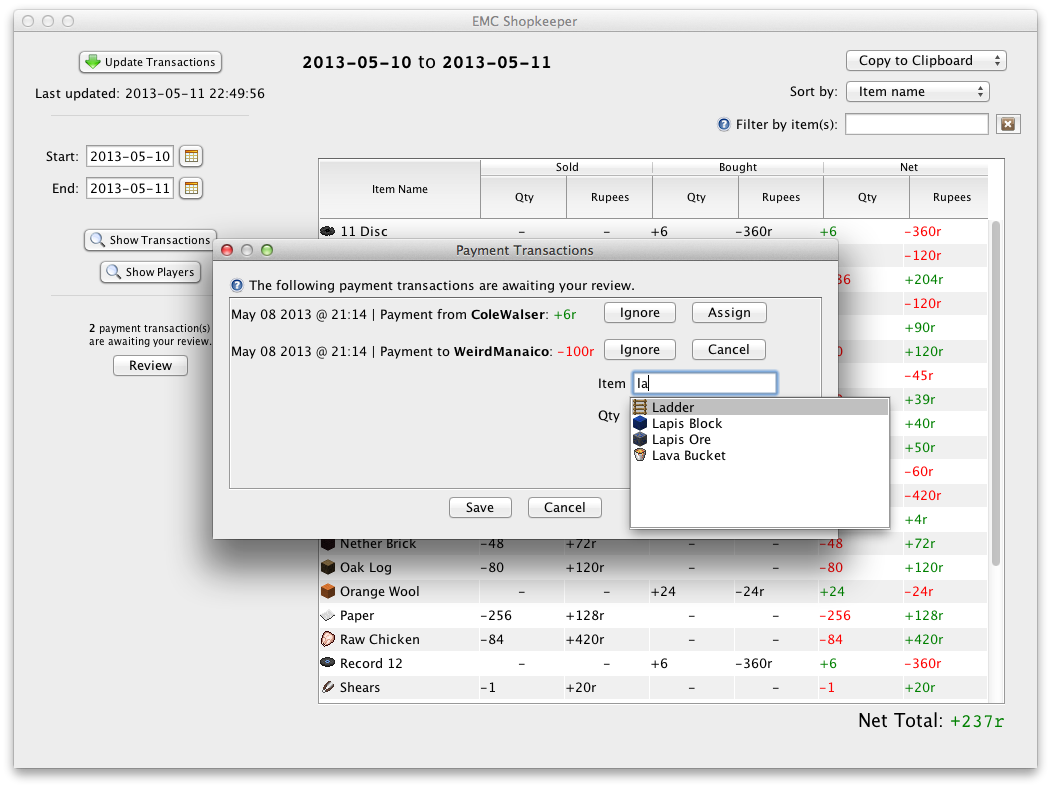 EMC Shopkeeper
Update Transactions
2013-05-10 to 2013-05-11
Copy to Clipboard
Last updated: 2013-05-11 22:49:56
Sort by: Item name
Filter by item(s):
Start: 2013-05-10
End: 2013-05-11
Show Transactions
Show Players
2 payment transaction(s)
are awaiting your review.
Review
Item Name Sold Bought Net
Qty Rupees Qty Rupees Qty Rupees
11 Disc - - +6 -360r +6 -360r
-120r
+204r
-120r
+90r
+120r
-45r
+39r
+40r
+50r
-60r
-420r
+4r
Payment Transactions
The following payment transactions are awaiting your review.
May 08 2013 @ 21:14 | Payment from ColeWalser: +6r Ignore Assign
May 08 2013 @ 21:14 | Payment to WeirdManaico: -100r Ignore Cancel
Item la
Qty
Ladder
Lapis Block
Lapis Ore
Lava Bucket
Save Cancel
Nether Brick -48 +72r - - -48 +72r
Oak Log -80 +120r - - -80 +120r
Orange Wool - - +24 -24r +24 -24r
Paper -256 +128r - - -256 +128r
Raw Chicken -84 +420r - - -84 +420r
Record 12 - - +6 -360r +6 -360r
Shears -1 +20r - - -1 +20r
Net Total: +237r